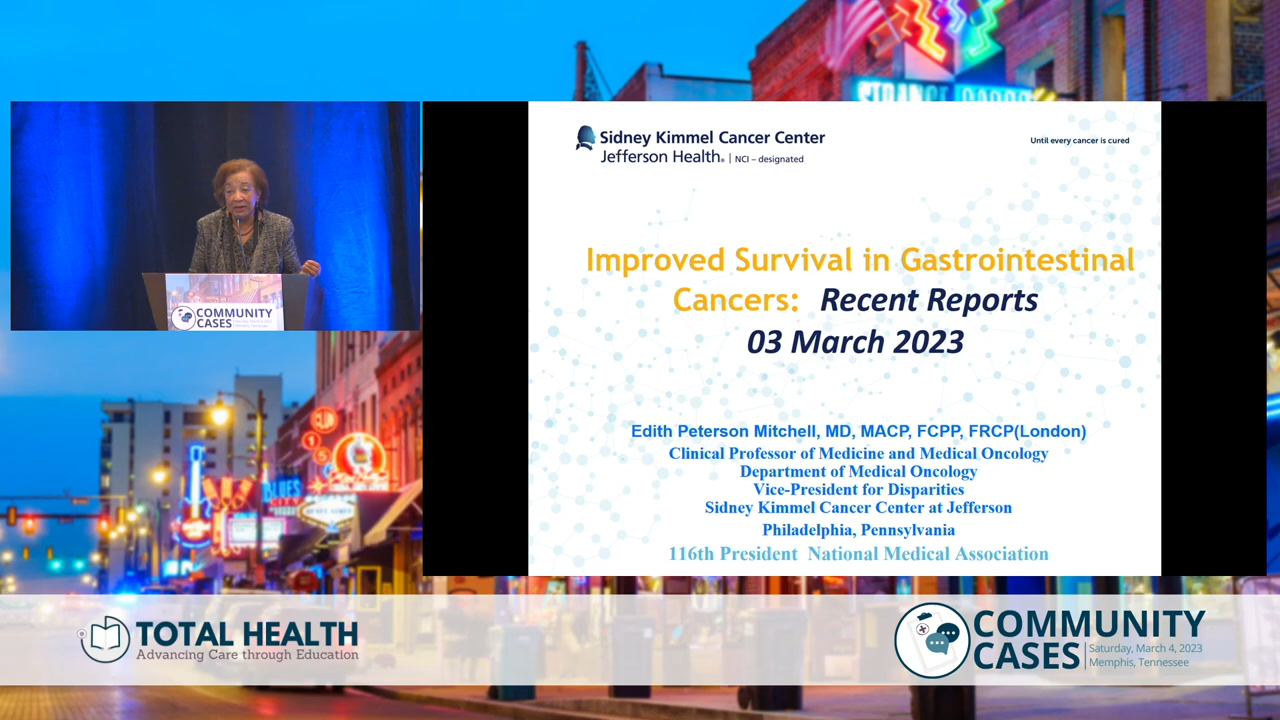 STRANGE
COMMUNITY
CASES
Sidney Kimmel Cancer Center
Jefferson Health® | NCI – designated
Until every cancer is cured
Improved Survival in Gastrointestinal
Cancers: Recent Reports
03 March 2023
Edith Peterson Mitchell, MD, MACP, FCPP, FRCP(London)
Clinical Professor of Medicine and Medical Oncology
Department of Medical Oncology
Vice-President for Disparities
Sidney Kimmel Cancer Center at Jefferson
Philadelphia, Pennsylvania
116th President National Medical Association
BLUES
CITY
TOTAL HEALTH
Advancing Care through Education
COMMUNITY
CASES
Saturday, March 4, 2023
Memphis, Tennessee